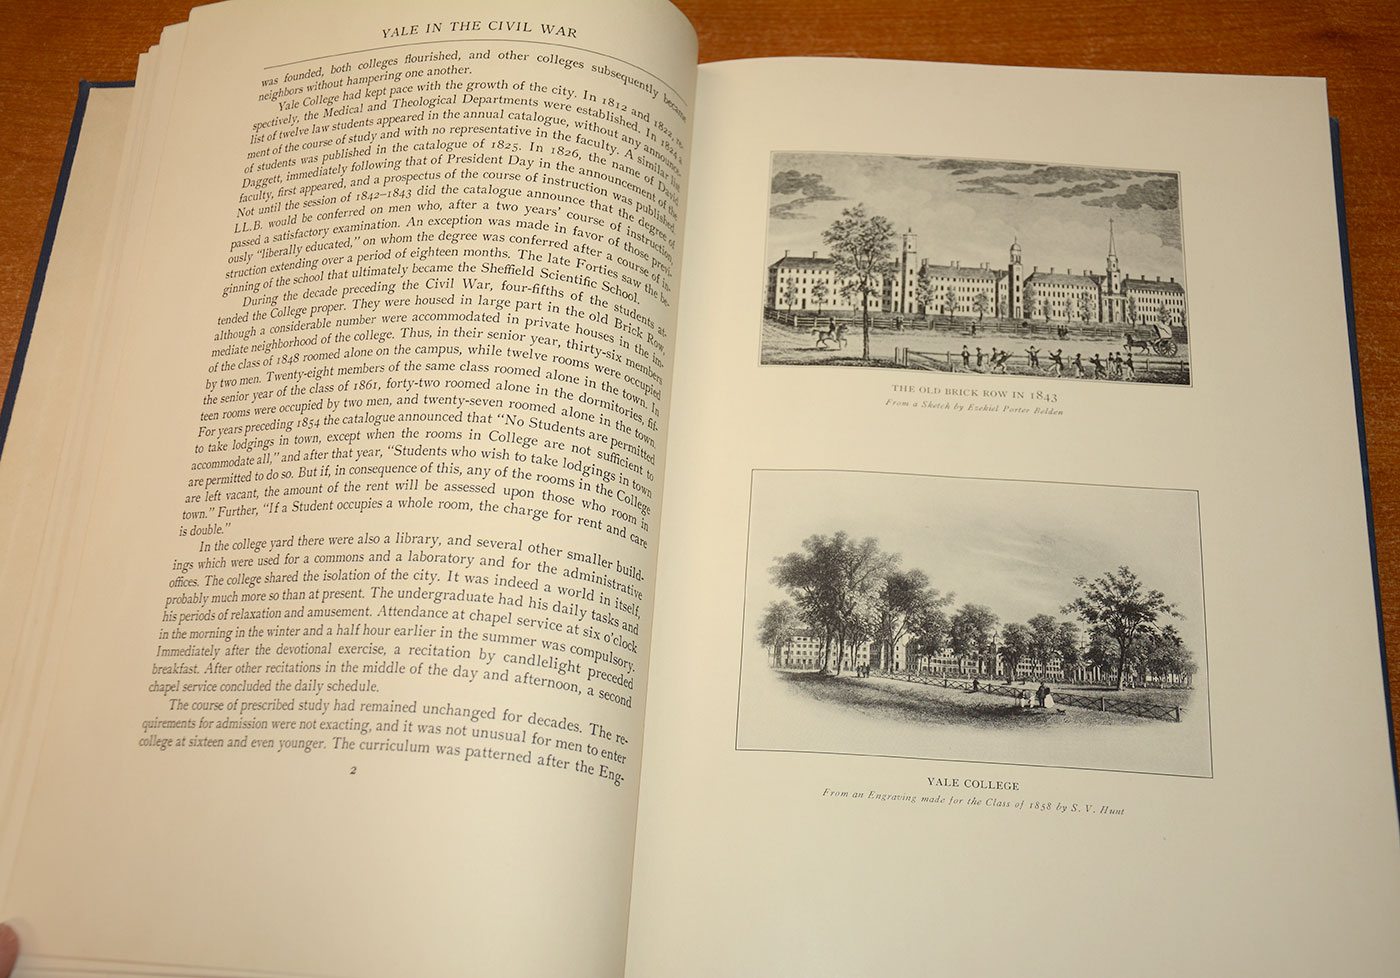 YALE IN THE CIVIL WAR
was founded, both colleges flourished, and other colleges subsequently became
neighbors without hampering one another.
Yale College had kept pace with the growth of the city. In 1812 and 1822, re-
spectively, the Medical and Theological Departments were established. In 1824 a
list of twelve law students appeared in the annual catalogue, without any announce-
ment of the course of study and with no representative in the faculty. A similar list
of students was published in the catalogue of 1825. In 1826, the name of David
Daggett, immediately following that of President Day in the announcement of the
faculty, first appeared, and a prospectus of the course of instruction was published.
Not until the session of 1842–1843 did the catalogue announce that the degree of
LL.B. would be conferred on men who, after a two years' course of instruction,
passed a satisfactory examination. An exception was made in favor of those previ-
ously "liberally educated," on whom the degree was conferred after a course of in-
struction extending over a period of eighteen months. The late Forties saw the be-
ginning of the school that ultimately became the Sheffield Scientific School.
During the decade preceding the Civil War, four-fifths of the students at-
tended the College proper. They were housed in large part in the old Brick Row,
although a considerable number were accommodated in private houses in the im-
mediate neighborhood of the college. Thus, in their senior year, thirty-six members
of the class of 1848 roomed alone on the campus, while twelve rooms were occupied
by two men. Twenty-eight members of the same class roomed alone in the town. In
the senior year of the class of 1861, forty-two roomed alone in the dormitories, fif-
teen rooms were occupied by two men, and twenty-seven roomed alone in the town.
For years preceding 1854 the catalogue announced that "No Students are permitted
to take lodgings in town, except when the rooms in College are not sufficient to
accommodate all," and after that year, "Students who wish to take lodgings in town
are permitted to do so. But if, in consequence of this, any of the rooms in the College
are left vacant, the amount of the rent will be assessed upon those who room in
town." Further, "If a Student occupies a whole room, the charge for rent and care
is double."
In the college yard there were also a library, and several other smaller build-
ings which were used for a commons and a laboratory and for the administrative
offices. The college shared the isolation of the city. It was indeed a world in itself,
probably much more so than at present. The undergraduate had his daily tasks and
his periods of relaxation and amusement. Attendance at chapel service at six o'clock
in the morning in the winter and a half hour earlier in the summer was compulsory.
Immediately after the devotional exercise, a recitation by candlelight preceded
breakfast. After other recitations in the middle of the day and afternoon, a second
chapel service concluded the daily schedule.
The course of prescribed study had remained unchanged for decades. The re-
quirements for admission were not exacting, and it was not unusual for men to enter
college at sixteen and even younger. The curriculum was patterned after the Eng-
2
THE OLD BRICK ROW IN 1843
From a Sketch by Ezekiel Porter Belden
YALE COLLEGE
From an Engraving made for the Class of 1858 by S. V. Hunt